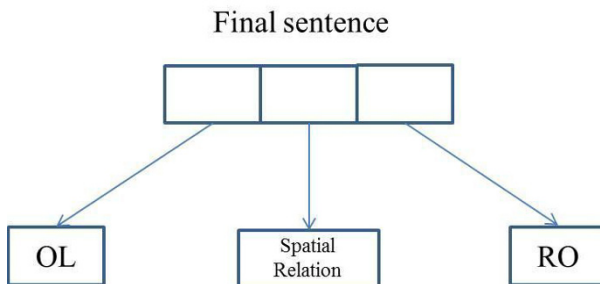 Final sentence
OL
Spatial
Relation
RO